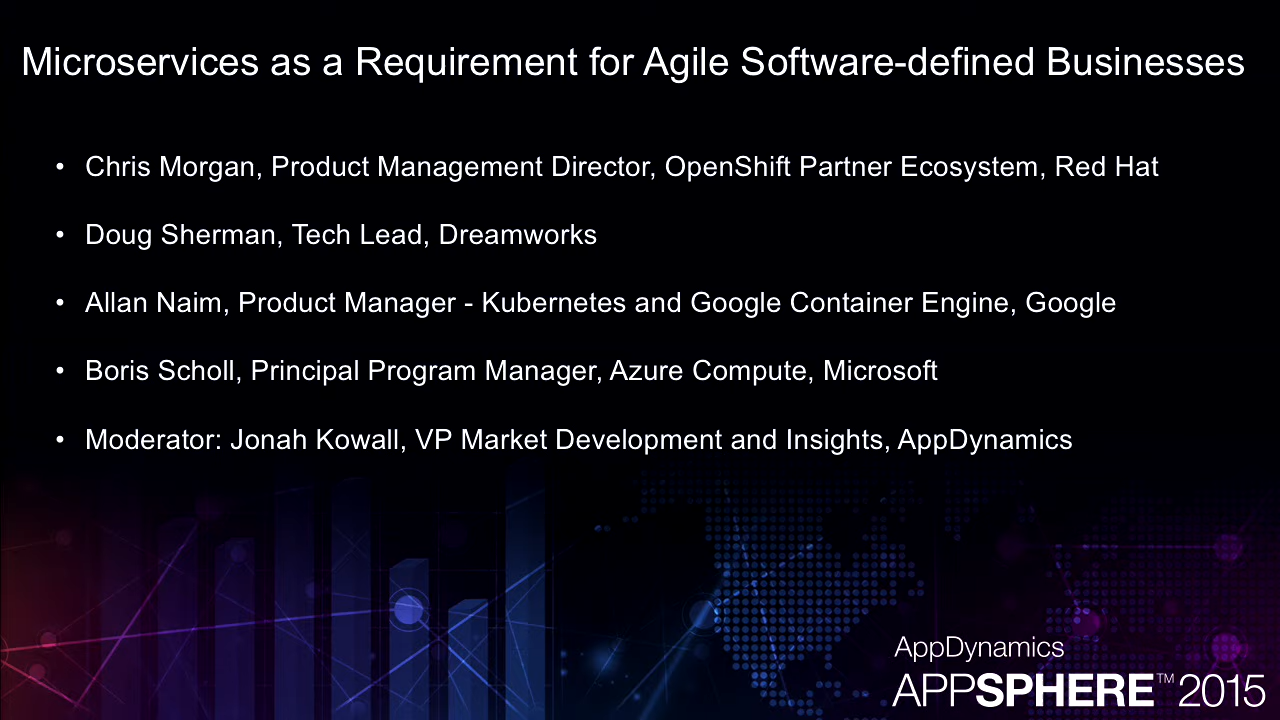 Microservices as a Requirement for Agile Software-defined Businesses
• Chris Morgan, Product Management Director, OpenShift Partner Ecosystem, Red Hat
• Doug Sherman, Tech Lead, Dreamworks
• Allan Naim, Product Manager - Kubernetes and Google Container Engine, Google
• Boris Scholl, Principal Program Manager, Azure Compute, Microsoft
• Moderator: Jonah Kowall, VP Market Development and Insights, AppDynamics
AppDynamics
APPSPHERE™ 2015